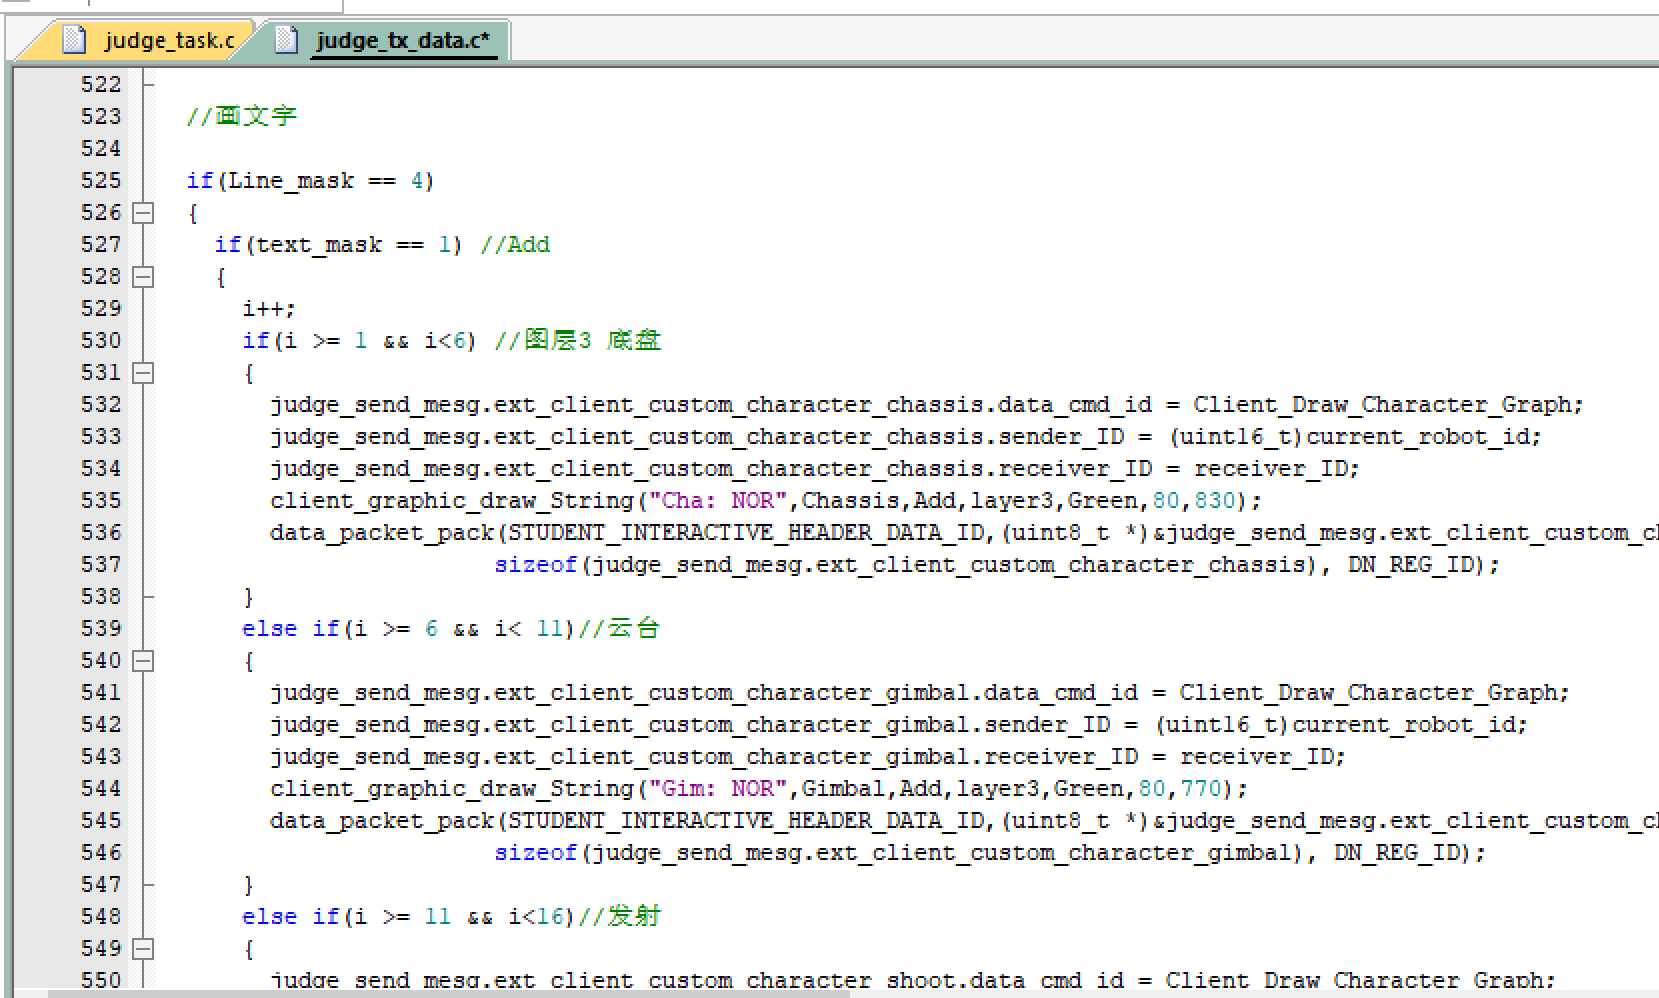 judge_task.c judge_tx_data.c*
522
523 //画文字
524
525 if(Line_mask == 4)
526 {
527 if(text_mask == 1) //Add
528 {
529 i++;
530 if(i >= 1 && i<6) //图层3 底盘
531 {
532 judge_send_mesg.ext_client_custom_character_chassis.data_cmd_id = Client_Draw_Character_Graph;
533 judge_send_mesg.ext_client_custom_character_chassis.sender_ID = (uint16_t)current_robot_id;
534 judge_send_mesg.ext_client_custom_character_chassis.receiver_ID = receiver_ID;
535 client_graphic_draw_String("Cha: NOR",Chassis,Add,layer3,Green,80,830);
536 data_packet_pack(STUDENT_INTERACTIVE_HEADER_DATA_ID,(uint8_t *)&judge_send_mesg.ext_client_custom_c
537 sizeof(judge_send_mesg.ext_client_custom_character_chassis), DN_REG_ID);
538 }
539 else if(i >= 6 && i< 11)//云台
540 {
541 judge_send_mesg.ext_client_custom_character_gimbal.data_cmd_id = Client_Draw_Character_Graph;
542 judge_send_mesg.ext_client_custom_character_gimbal.sender_ID = (uint16_t)current_robot_id;
543 judge_send_mesg.ext_client_custom_character_gimbal.receiver_ID = receiver_ID;
544 client_graphic_draw_String("Gim: NOR",Gimbal,Add,layer3,Green,80,770);
545 data_packet_pack(STUDENT_INTERACTIVE_HEADER_DATA_ID,(uint8_t *)&judge_send_mesg.ext_client_custom_c
546 sizeof(judge_send_mesg.ext_client_custom_character_gimbal), DN_REG_ID);
547 }
548 else if(i >= 11 && i<16)//发射
549 {
550 judge_send_mesg.ext_client_custom_character_shoot.data_cmd_id = Client_Draw_Character_Graph;